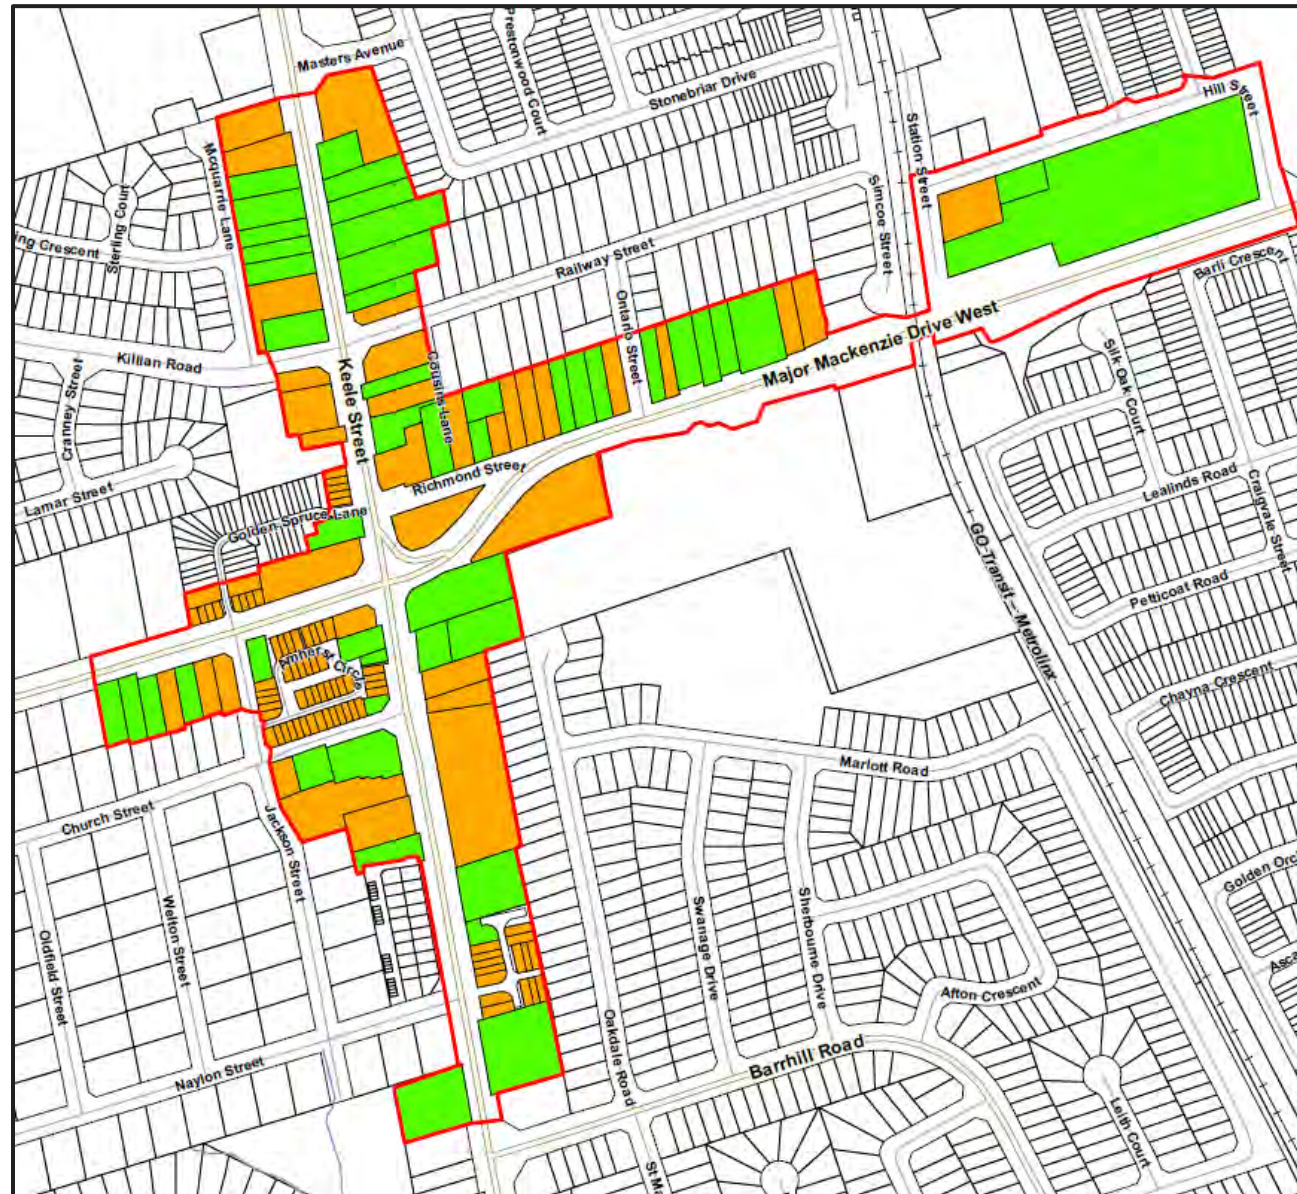 Masters Avenue
Prestonwood Court
Stonebriar Drive
Station Street
Hill Street
Mcquarrie Lane
Sterling Court
ing Crescent
Simcoe Street
Railway Street
Ontario Street
Barli Crescent
Major Mackenzie Drive West
Killian Road
Keele Street
Cousins Lane
Cranney Street
Silk Oak Court
Richmond Street
Lamar Street
Lealinds Road
Craigvale Street
Golden Spruce Lane
GO-Transit - Metrolinx
Petticoat Road
Amherst Circle
Chayna Crescent
Marlott Road
Church Street
Jackson Street
Welton Street
Oldfield Street
Swanage Drive
Sherbourne Drive
Golden Orc
Asca
Afton Crescent
Oakdale Road
Barrhill Road
Naylon Street
Leith Court
St Ma